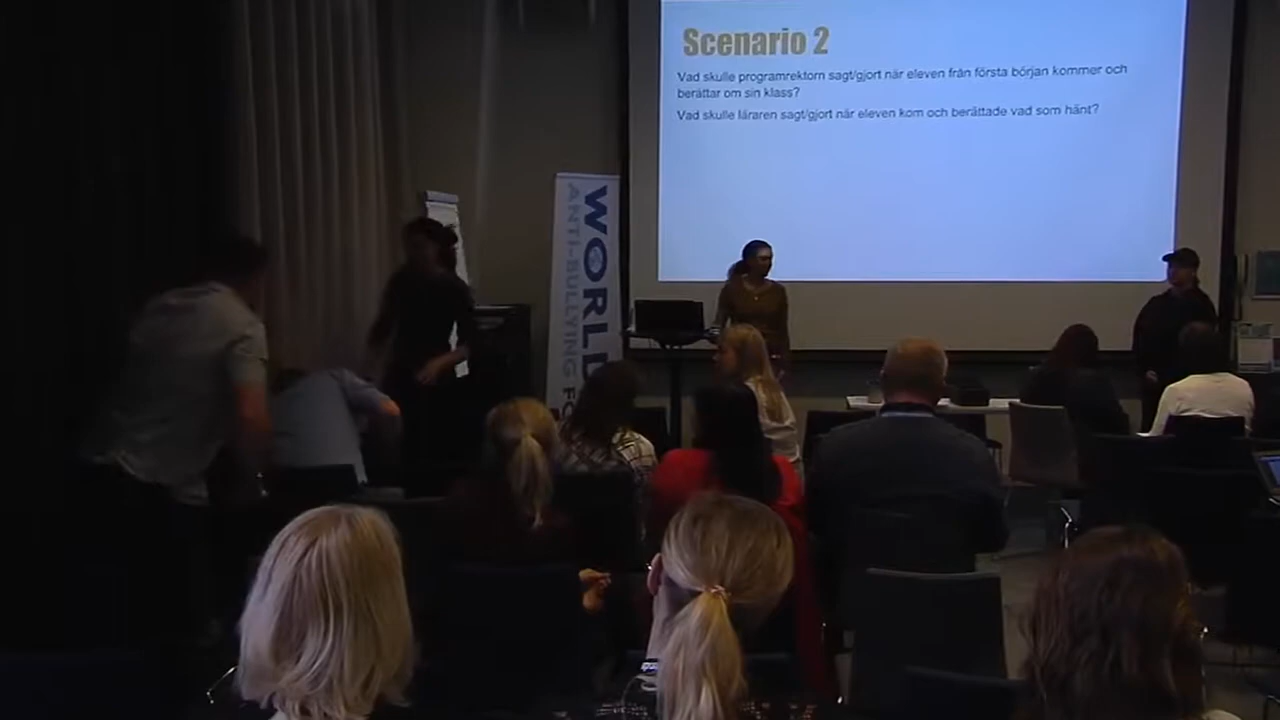 Scenario 2
Vad skulle programrektorn sagt/gjort när eleven från första början kommer och
berättar om sin klass?
Vad skulle läraren sagt/gjort när eleven kom och berättade vad som hänt?
WORLD
ANTI-BULLYING FO